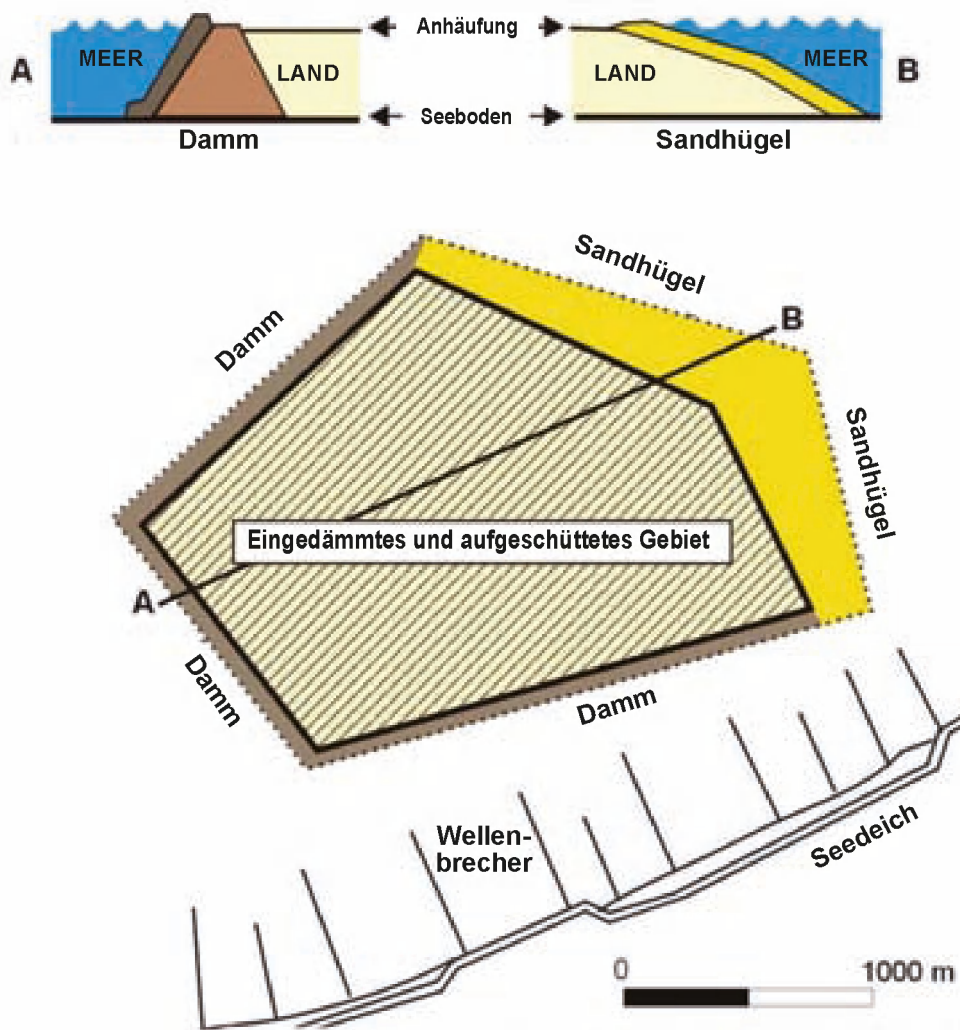 Anhäufung
A
MEER
LAND
LAND
MEER
B
Seeboden
Damm
Sandhügel
Sandhügel
B
Damm
Sandhügel
Eingedämmtes und aufgeschüttetes Gebiet
A
Damm
Damm
Wellen-
brecher
Seedeich
0
1000 m